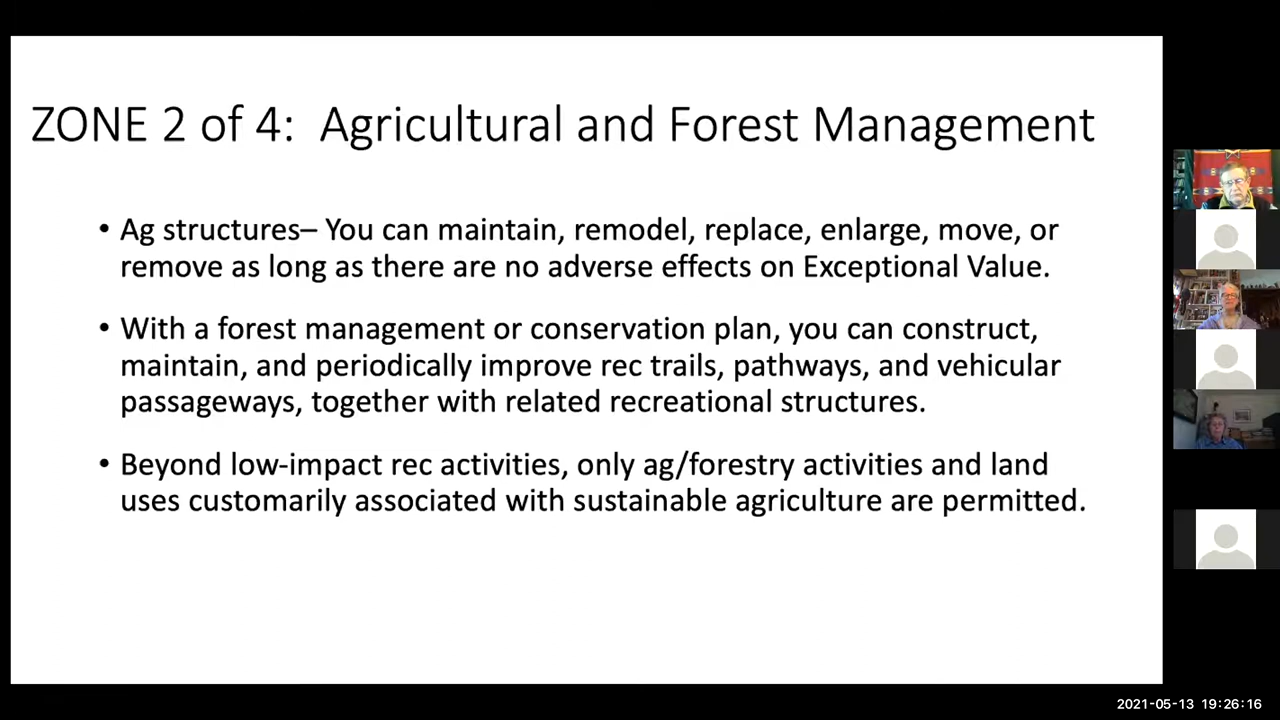 ZONE 2 of 4: Agricultural and Forest Management
• Ag structures– You can maintain, remodel, replace, enlarge, move, or
remove as long as there are no adverse effects on Exceptional Value.
• With a forest management or conservation plan, you can construct,
maintain, and periodically improve rec trails, pathways, and vehicular
passageways, together with related recreational structures.
• Beyond low-impact rec activities, only ag/forestry activities and land
uses customarily associated with sustainable agriculture are permitted.
2021-05-13 19:26:16